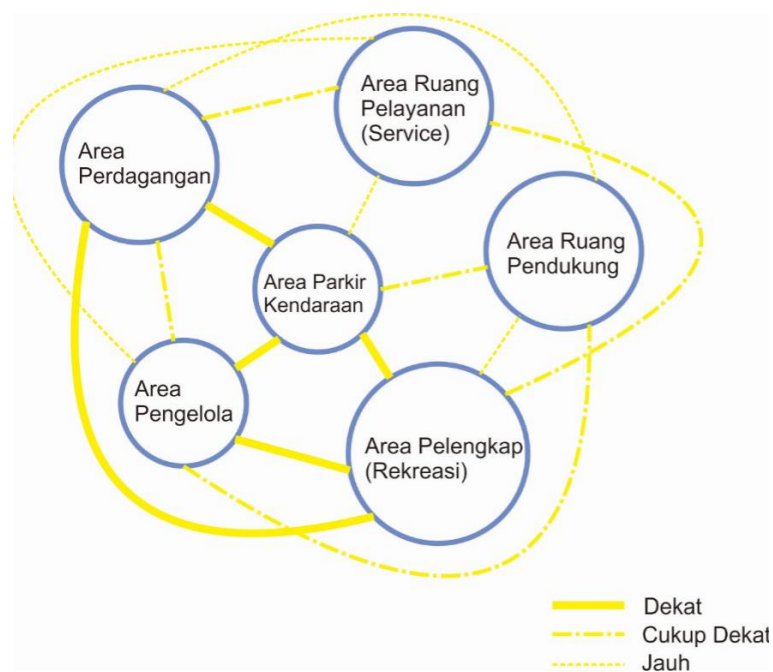 Area Ruang
Pelayanan
(Service)
Area
Perdagangan
Area Ruang
Pendukung
Area Parkir
Kendaraan
Area
Pengelola
Area Pelengkap
(Rekreasi)
Dekat
Cukup Dekat
Jauh